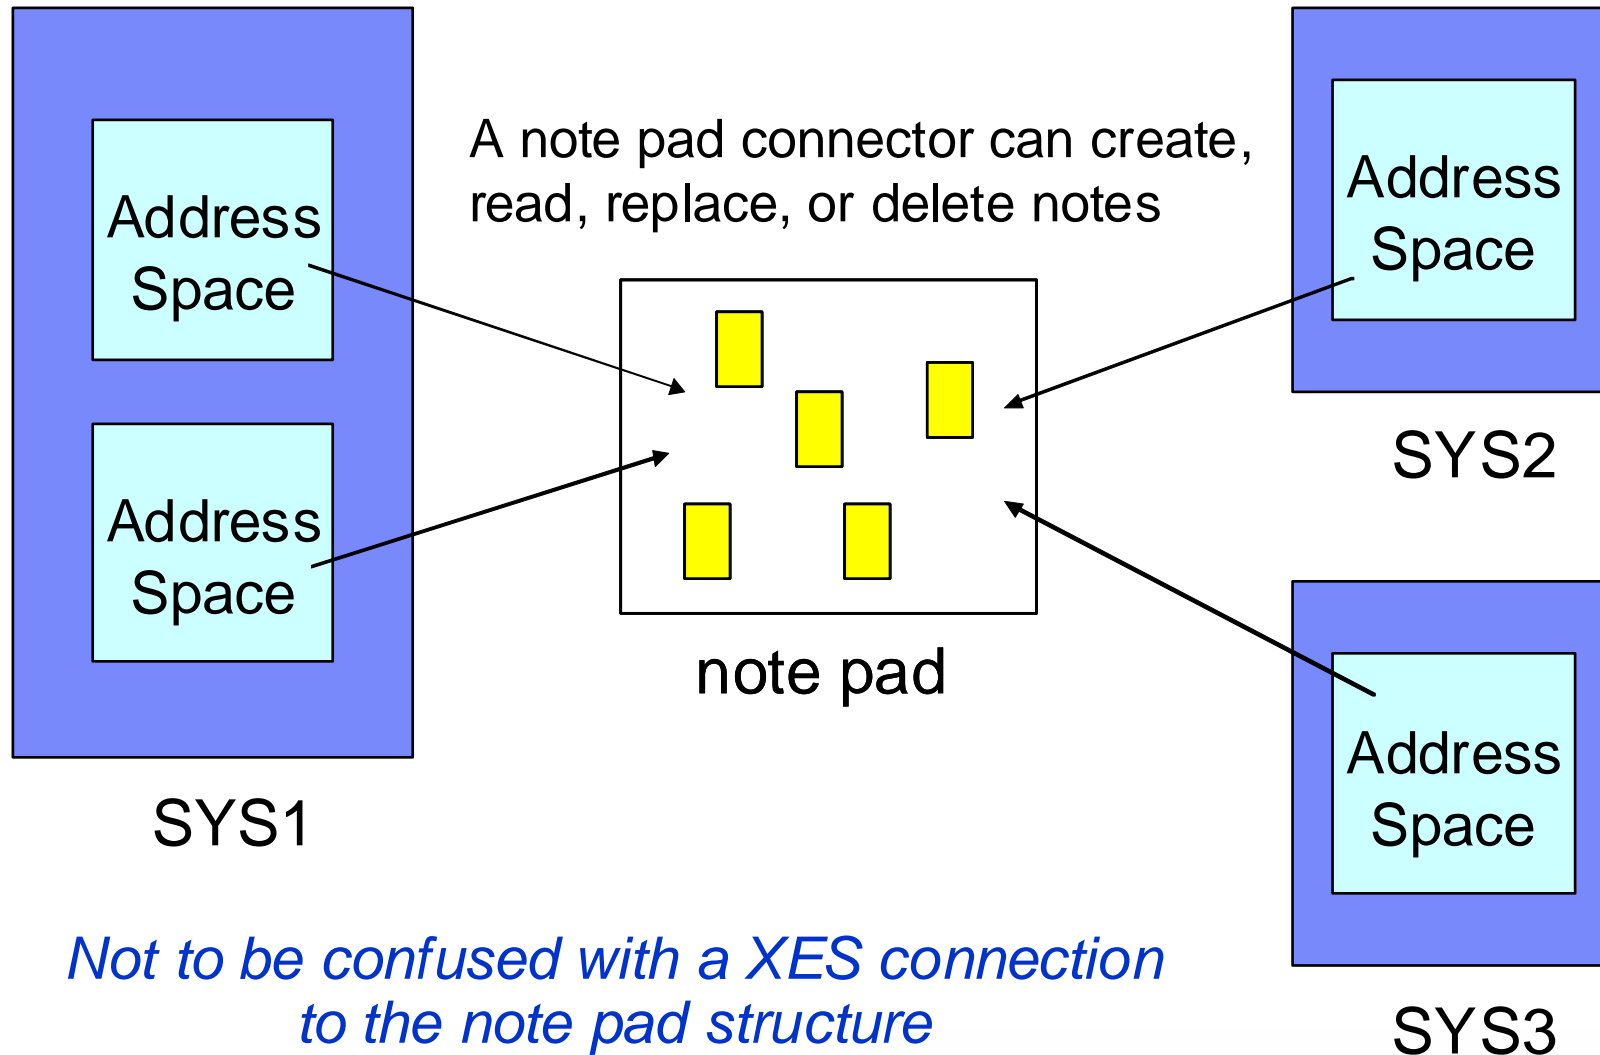 Address
Space
Address
Space
SYS1
A note pad connector can create,
read, replace, or delete notes
note pad
Address
Space
SYS2
Address
Space
SYS3
Not to be confused with a XES connection
to the note pad structure